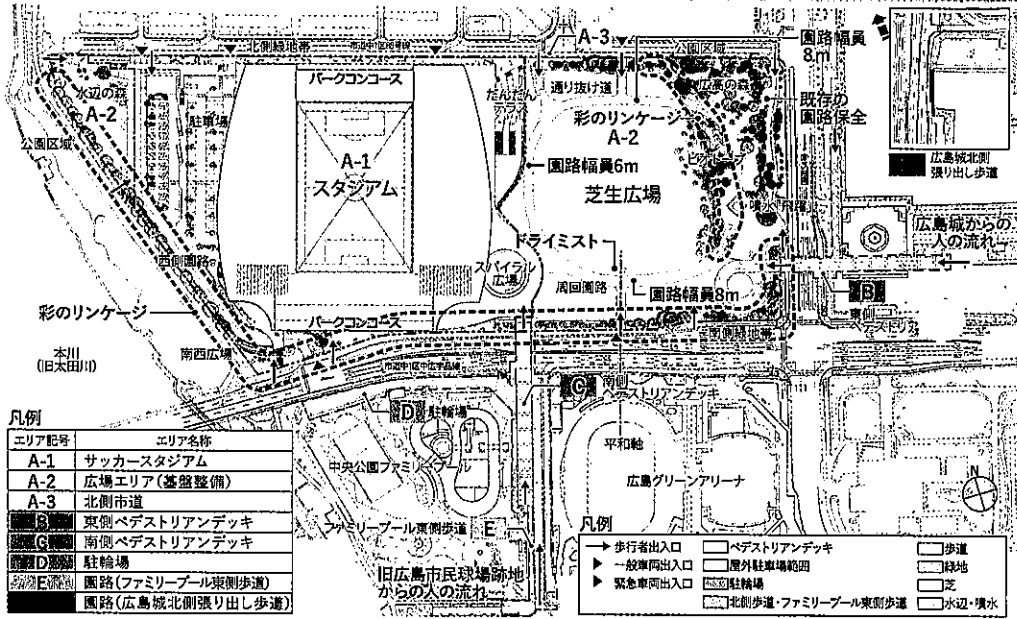 北側緑地帯
A-3
公園区域
園路幅員
8m
水辺の森
A-2
駐車場
公園区域
パークコンコース
A-1
スタジアム
だんだん
テラス
通り抜け道
彩のリンケージ
A-2
園路幅員6m
芝生広場
既存の
園路保全
広島城北側
張り出し歩道
広島城からの
人の流れ
B
東側
ペデストリアンデッキ
ドライミスト
スパイラル
広場
周回園路
園路幅員8m
南側緑地帯
西側園路
彩のリンケージ
パークコンコース
南西広場
本川
(旧太田川)
C
南側
ペデストリアンデッキ
D
駐輪場
中央公園ファミリープール
平和軸
広島グリーンアリーナ
N
ファミリープール東側歩道
E
旧広島市民球場跡地
からの人の流れ
凡例
エリア記号 エリア名称
A-1 サッカースタジアム
A-2 広場エリア(基盤整備)
A-3 北側市道
B 東側ペデストリアンデッキ
C 南側ペデストリアンデッキ
D 駐輪場
E 園路(ファミリープール東側歩道)
園路(広島城北側張り出し歩道)
凡例
歩行者出入口 ペデストリアンデッキ 歩道
一般車両出入口 屋外駐車場範囲 緑地
緊急車両出入口 駐輪場 芝
北側歩道・ファミリープール東側歩道 水辺・噴水